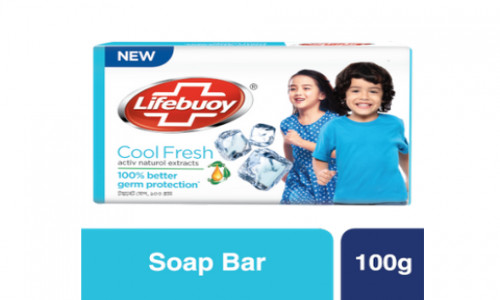 NEW
Lifebuoy
®
Cool Fresh
activ naturol extracts
100% better
germ protection*
Soap Bar
100g